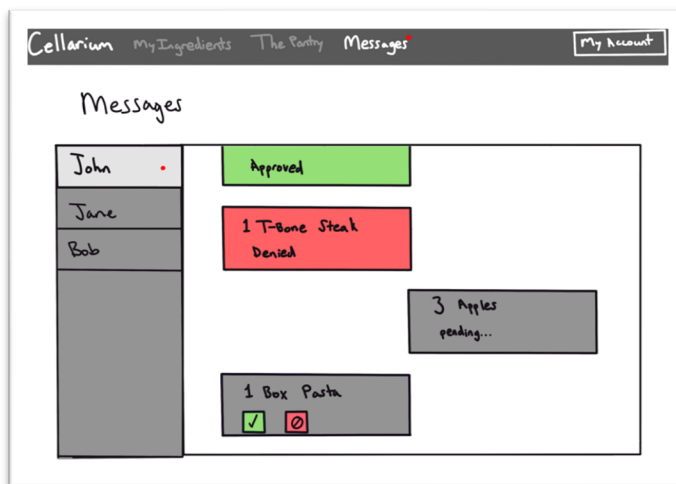 Cellarium My Ingredients The Pantry Messages My Account
Messages
John
Jane
Bob
Approved
1 T-Bone Steak
Denied
3 Apples
pending...
1 Box Pasta